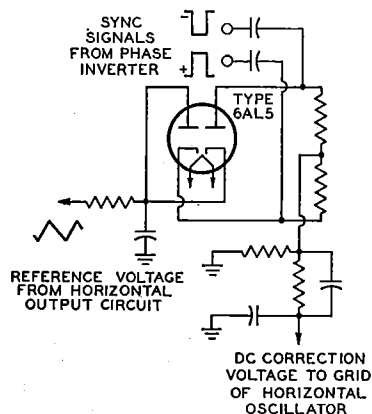 SYNC
SIGNALS
FROM PHASE
INVERTER
−
+
TYPE
6AL5
REFERENCE VOLTAGE
FROM HORIZONTAL
OUTPUT CIRCUIT
DC CORRECTION
VOLTAGE TO GRID
OF HORIZONTAL
OSCILLATOR